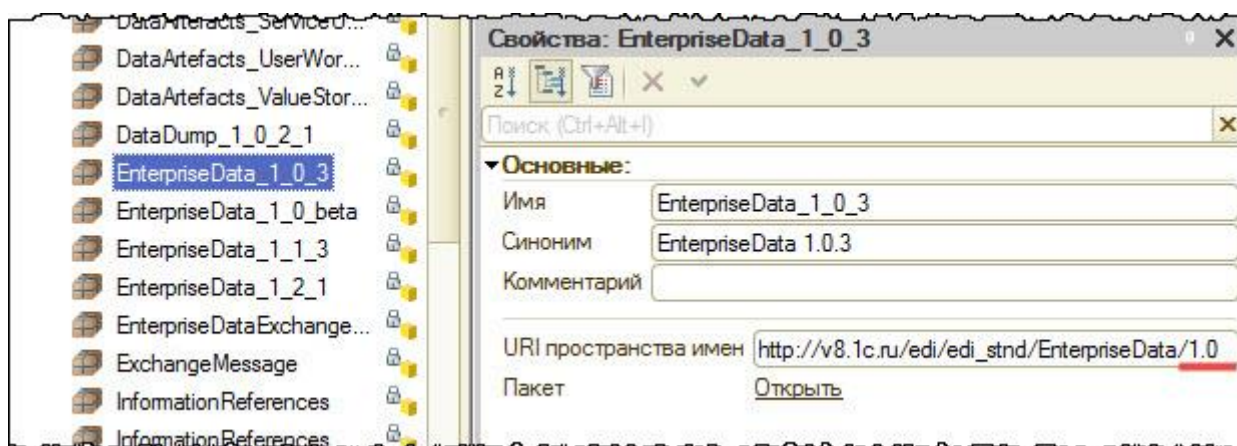 DataArtefacts_ServiceJ...
DataArtefacts_UserWor...
DataArtefacts_ValueStor...
DataDump_1_0_2_1
EnterpriseData_1_0_3
EnterpriseData_1_0_beta
EnterpriseData_1_1_3
EnterpriseData_1_2_1
EnterpriseDataExchange...
ExchangeMessage
InformationReferences
InformationReferences
Свойства: EnterpriseData_1_0_3
Поиск (Ctrl+Alt+I)
Основные:
Имя EnterpriseData_1_0_3
Синоним EnterpriseData 1.0.3
Комментарий
URI пространства имен http://v8.1c.ru/edi/edi_stnd/EnterpriseData/1.0
Пакет Открыть